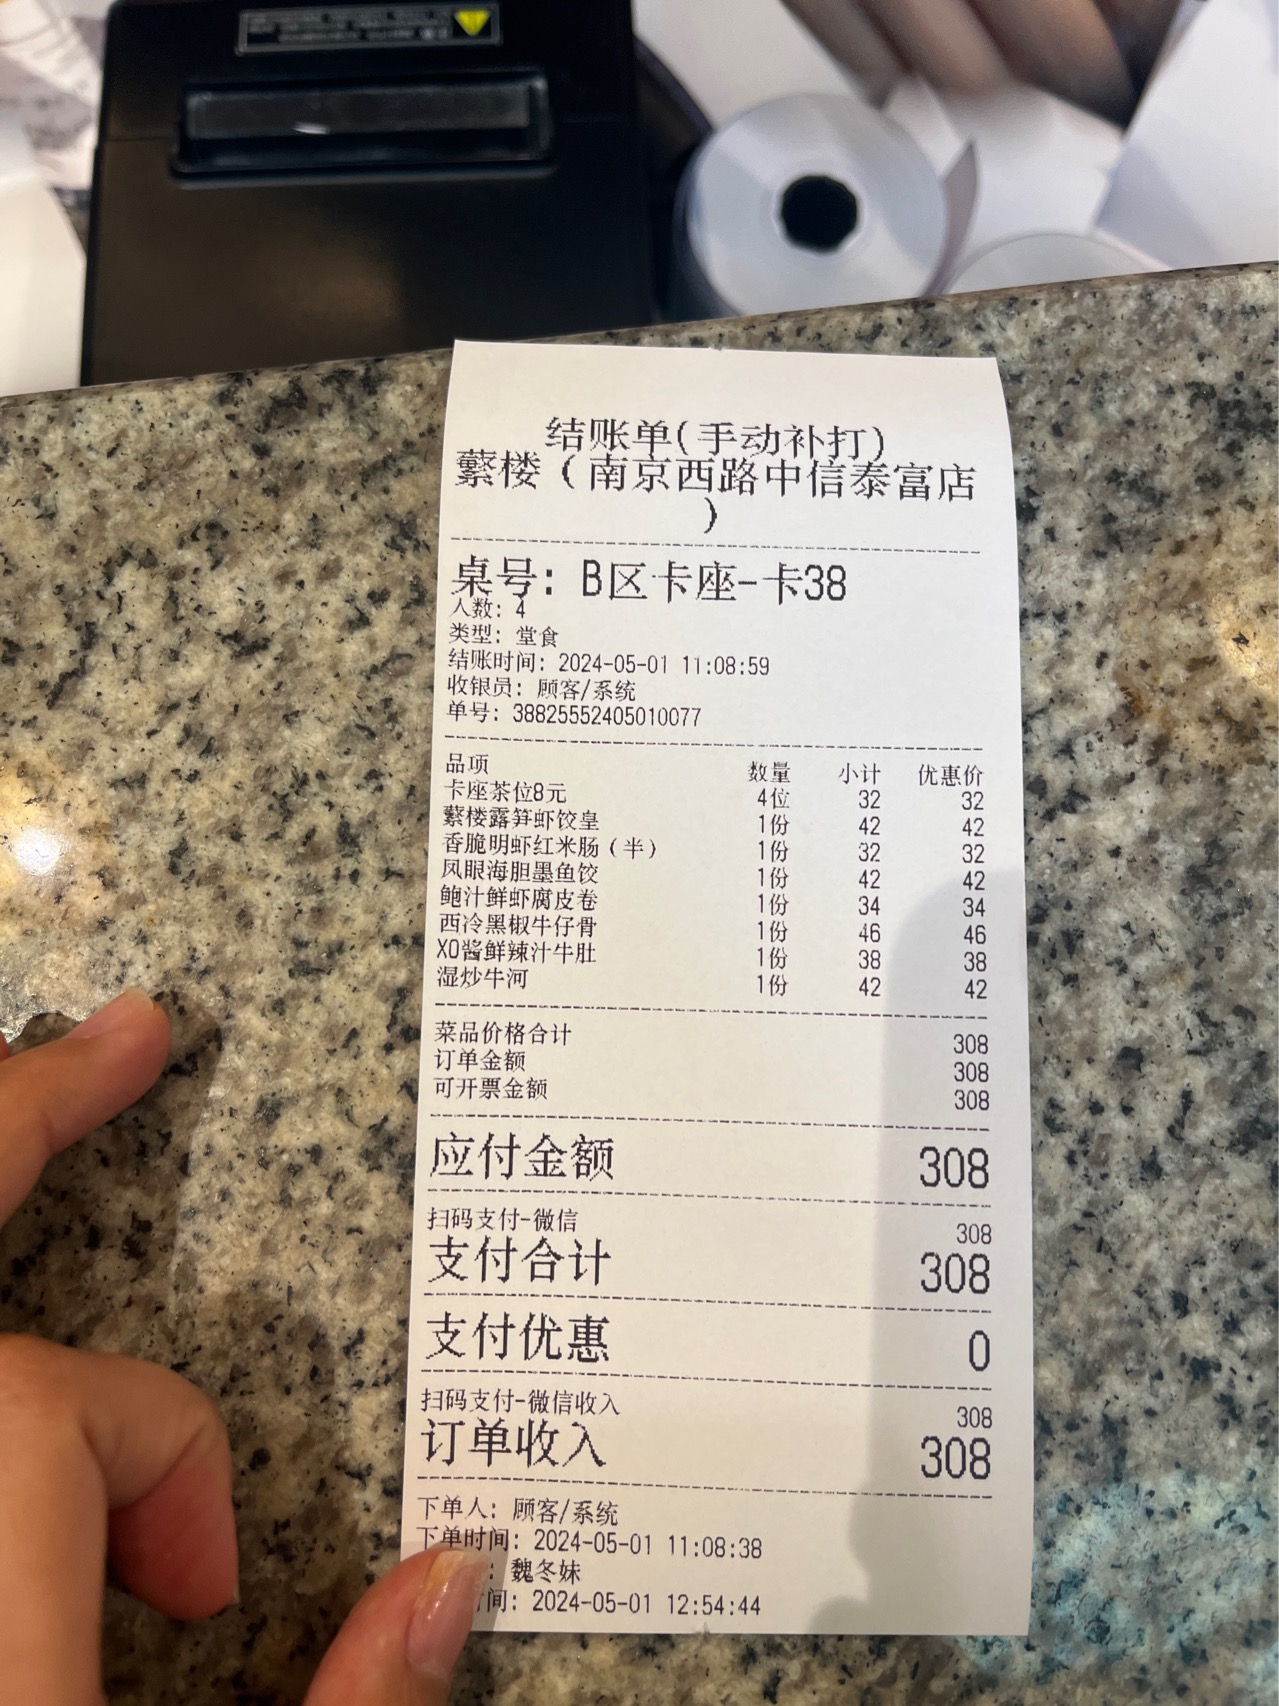 结账单(手动补打)
蘩楼（南京西路中信泰富店
）
桌号: B区卡座-卡38
人数: 4
类型: 堂食
结账时间: 2024-05-01 11:08:59
收银员: 顾客/系统
单号: 38825552405010077
品项 数量 小计 优惠价
卡座茶位8元 4位 32 32
蘩楼露笋虾饺皇 1份 42 42
香脆明虾红米肠（半） 1份 32 32
凤眼海胆墨鱼饺 1份 42 42
鲍汁鲜虾腐皮卷 1份 34 34
西冷黑椒牛仔骨 1份 46 46
XO酱鲜辣汁牛肚 1份 38 38
湿炒牛河 1份 42 42
菜品价格合计 308
订单金额 308
可开票金额 308
应付金额 308
扫码支付-微信 308
支付合计 308
支付优惠 0
扫码支付-微信收入 308
订单收入 308
下单人: 顾客/系统
下单时间: 2024-05-01 11:08:38
: 魏冬妹
间: 2024-05-01 12:54:44